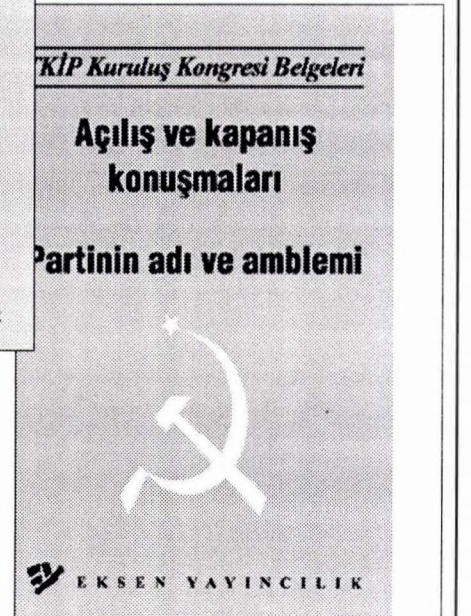 TKİP Kuruluş Kongresi Belgeleri
Açılış ve kapanış
konuşmaları
Partinin adı ve amblemi
EKSEN YAYINCILIK